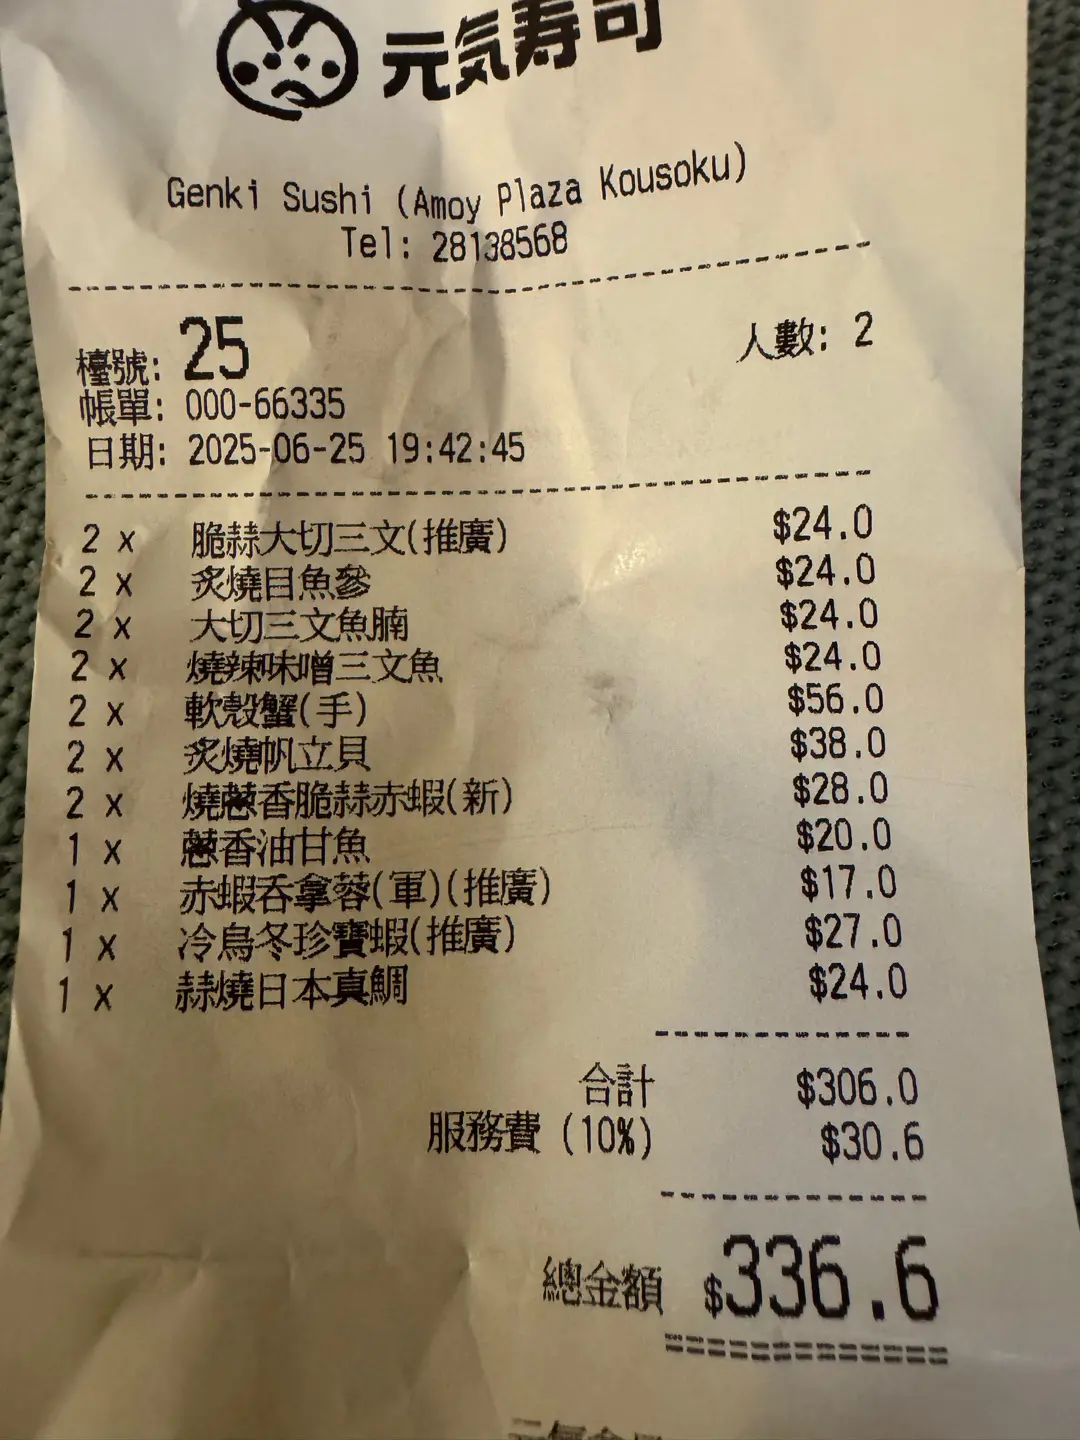 元気寿司
Genki Sushi (Amoy Plaza Kousoku)
Tel: 28138568
檯號: 25 人數: 2
帳單: 000-66335
日期: 2025-06-25 19:42:45
2 x 脆蒜大切三文(推廣) $24.0
2 x 炙燒目魚參 $24.0
2 x 大切三文魚腩 $24.0
2 x 燒辣味噌三文魚 $24.0
2 x 軟殼蟹(手) $56.0
2 x 炙燒帆立貝 $38.0
2 x 燒蔥香脆蒜赤蝦(新) $28.0
1 x 蔥香油甘魚 $20.0
1 x 赤蝦吞拿蓉(軍)(推廣) $17.0
1 x 冷烏冬珍寶蝦(推廣) $27.0
1 x 蒜燒日本真鯛 $24.0
合計 $306.0
服務費 (10%) $30.6
總金額 $336.6